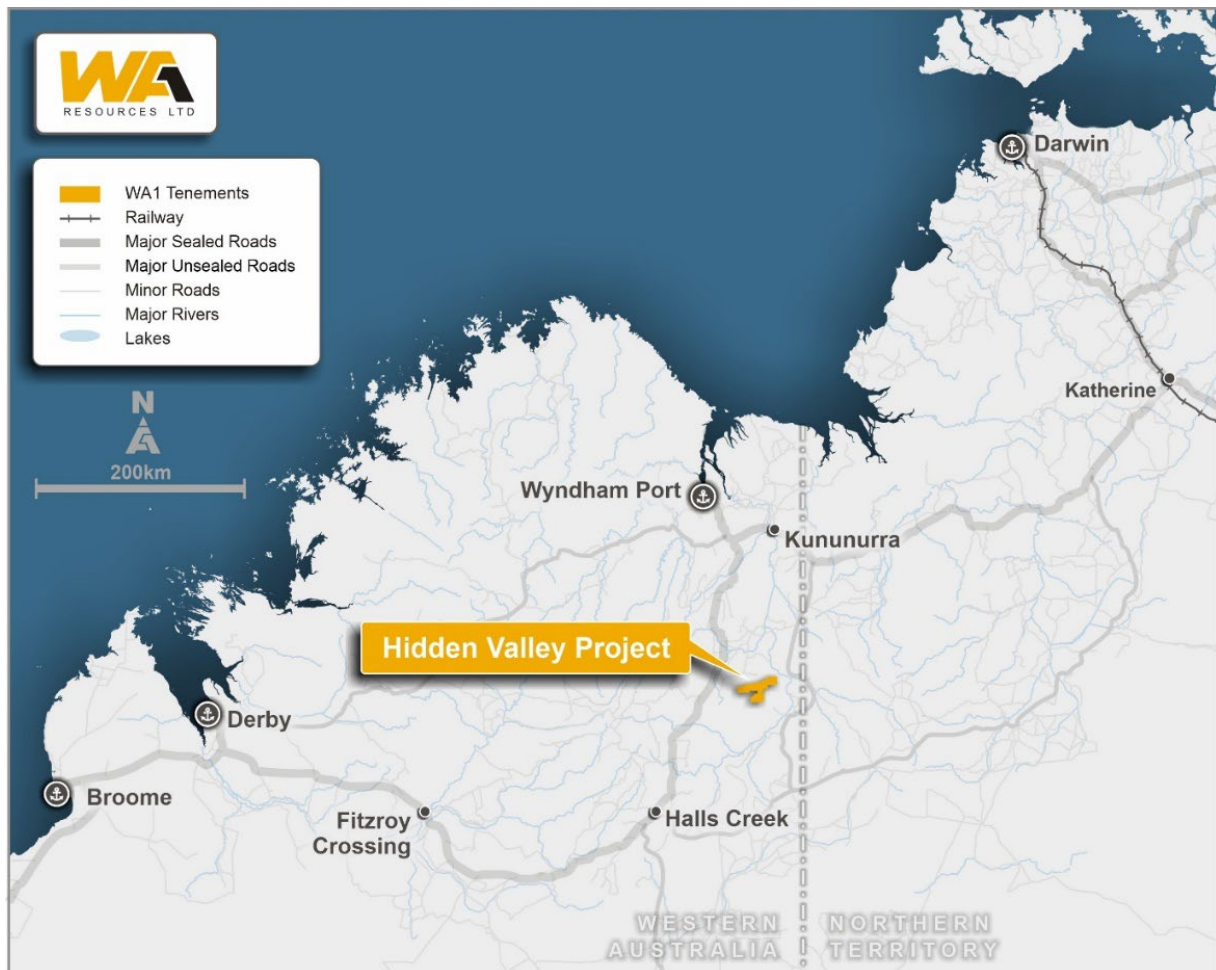 WA1
RESOURCES LTD
WA1 Tenements
Railway
Major Sealed Roads
Major Unsealed Roads
Minor Roads
Major Rivers
Lakes
N
200km
Darwin
Katherine
Wyndham Port
Kununurra
Hidden Valley Project
Derby
Broome
Fitzroy
Crossing
Halls Creek
WESTERN
AUSTRALIA
NORTHERN
TERRITORY